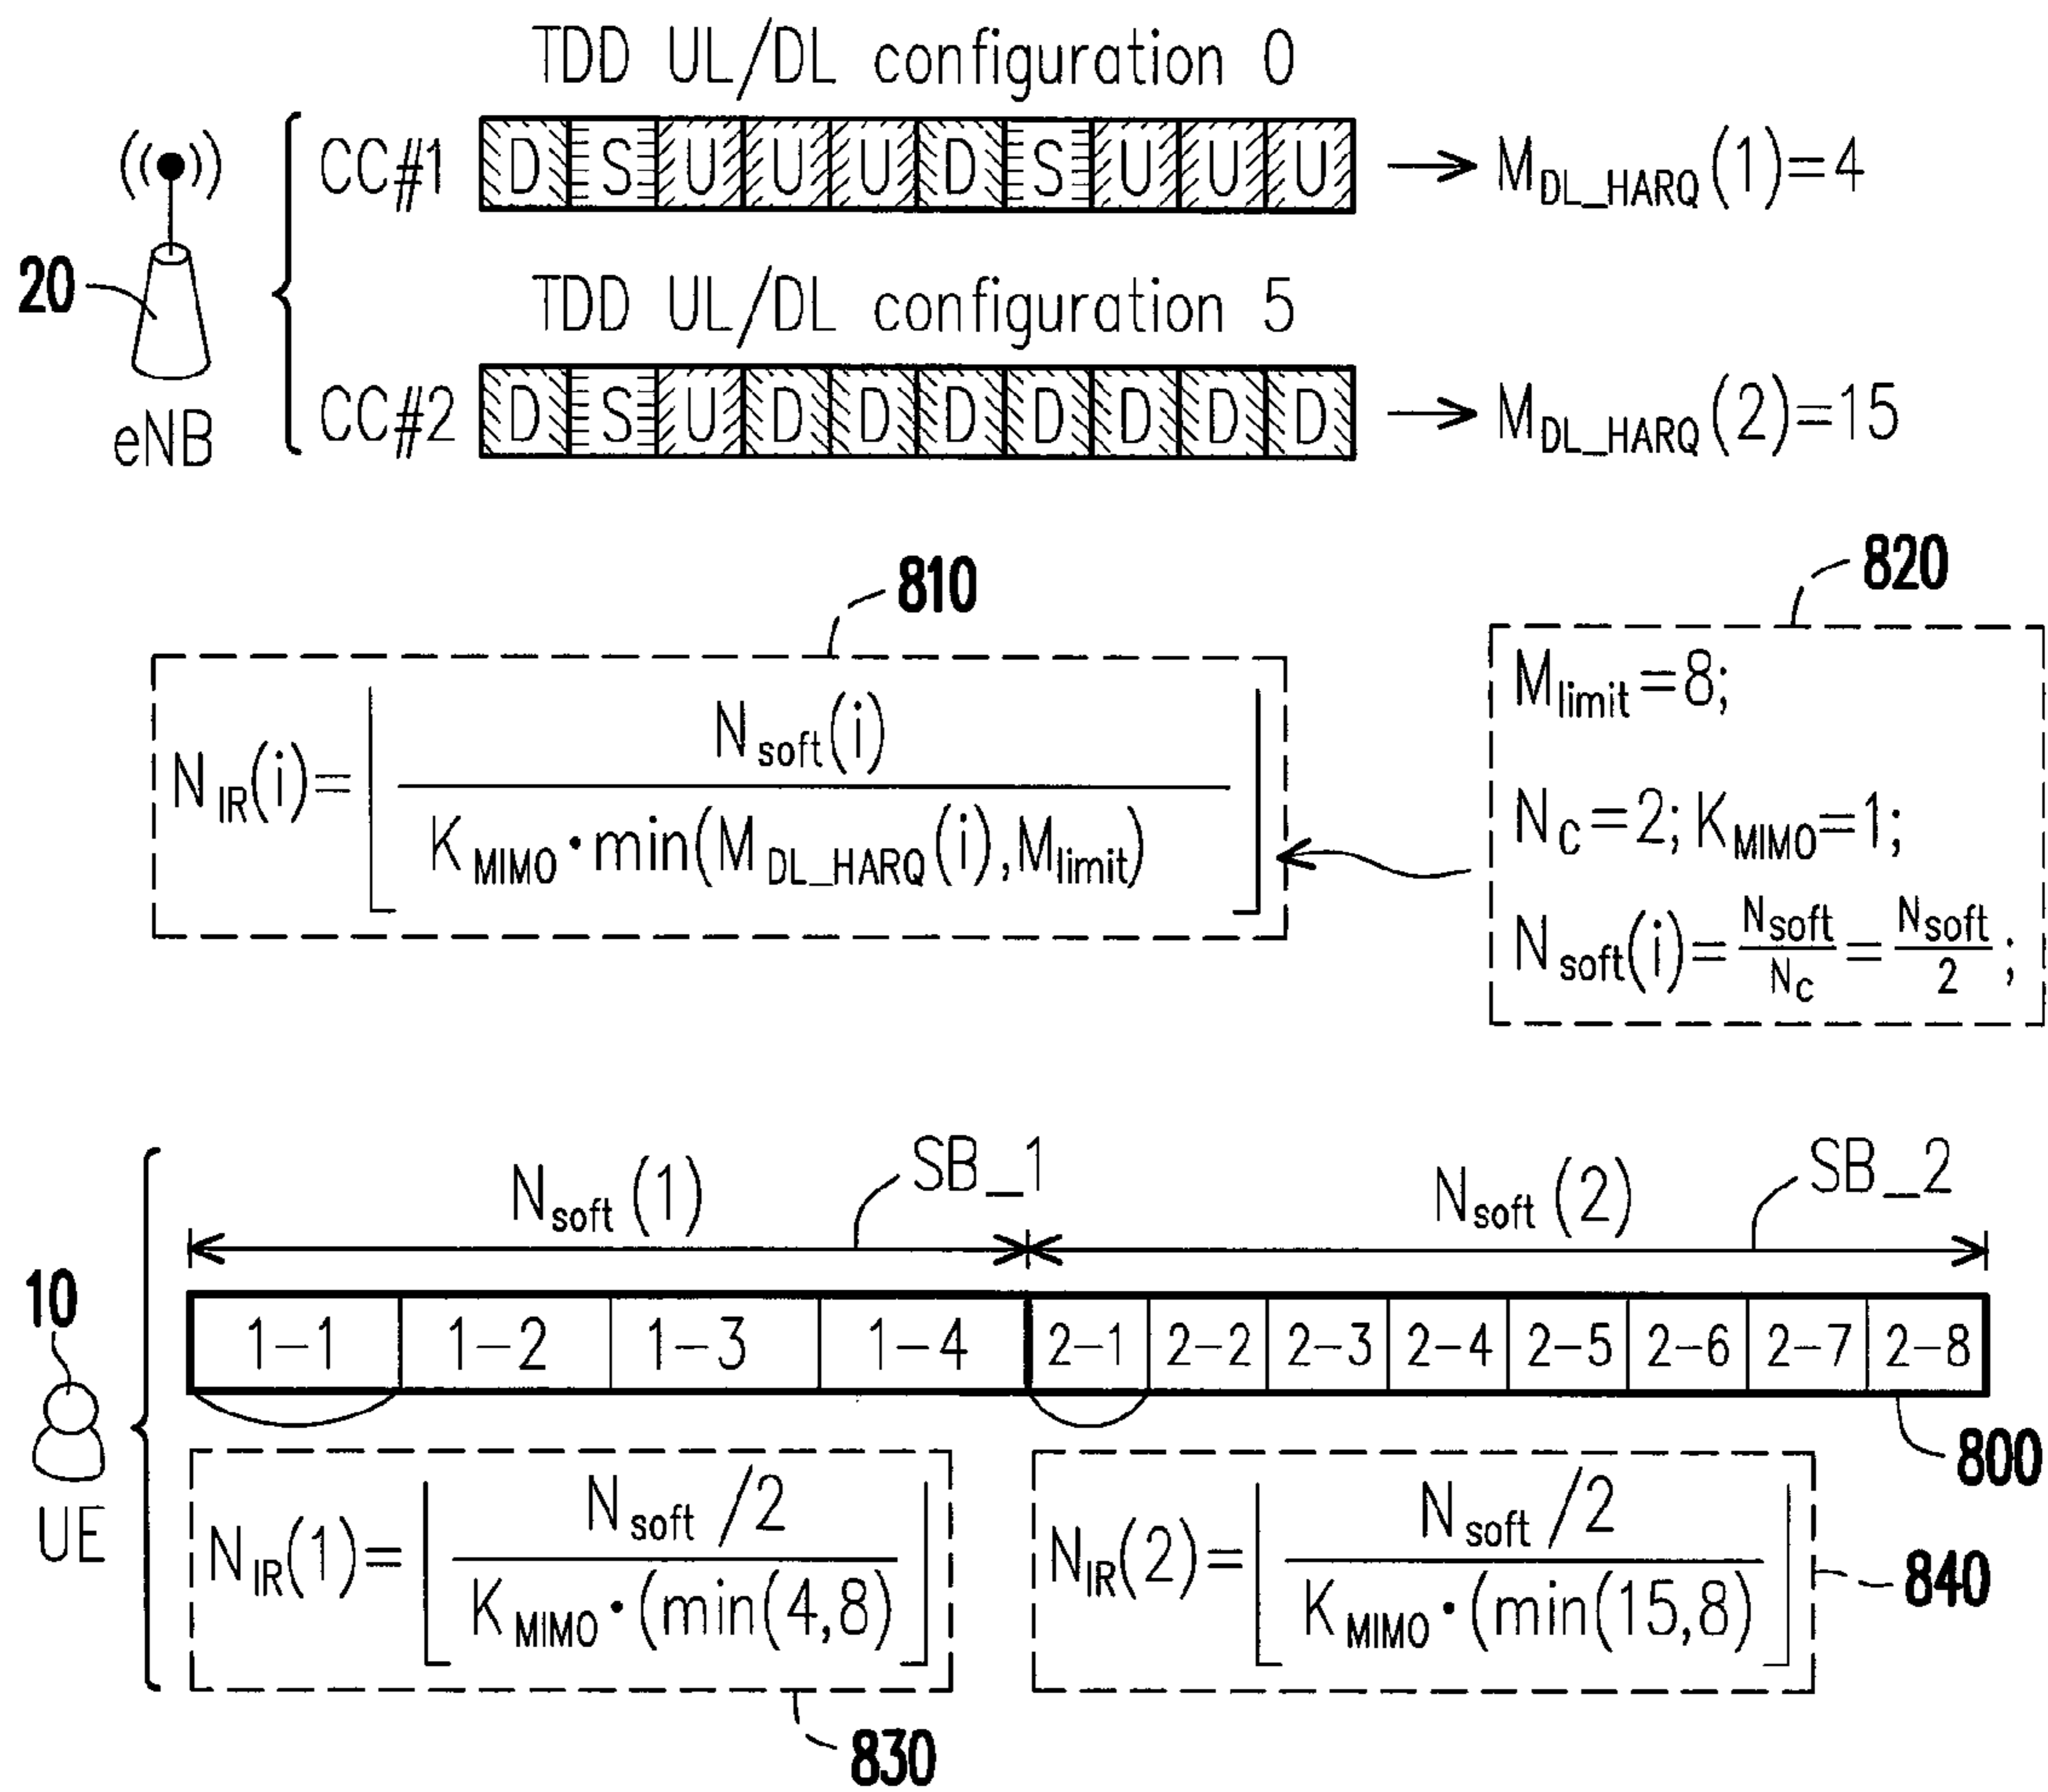 TDD UL/DL configuration 0
CC#1 D S U U U D S U U U M_DL_HARQ(1)=4
20
TDD UL/DL configuration 5
CC#2 D S U D D D D D D D M_DL_HARQ(2)=15
eNB
810
820
N_IR(i)=⌊N_soft(i) / K_MIMO·min(M_DL_HARQ(i),M_limit)⌋
M_limit=8;
N_C=2; K_MIMO=1;
N_soft(i)=N_soft/N_C=N_soft/2;
N_soft(1) SB_1 N_soft(2) SB_2
10
1-1 1-2 1-3 1-4 2-1 2-2 2-3 2-4 2-5 2-6 2-7 2-8
800
UE
N_IR(1)=⌊N_soft/2 / K_MIMO·(min(4,8)⌋
N_IR(2)=⌊N_soft/2 / K_MIMO·(min(15,8)⌋
840
830